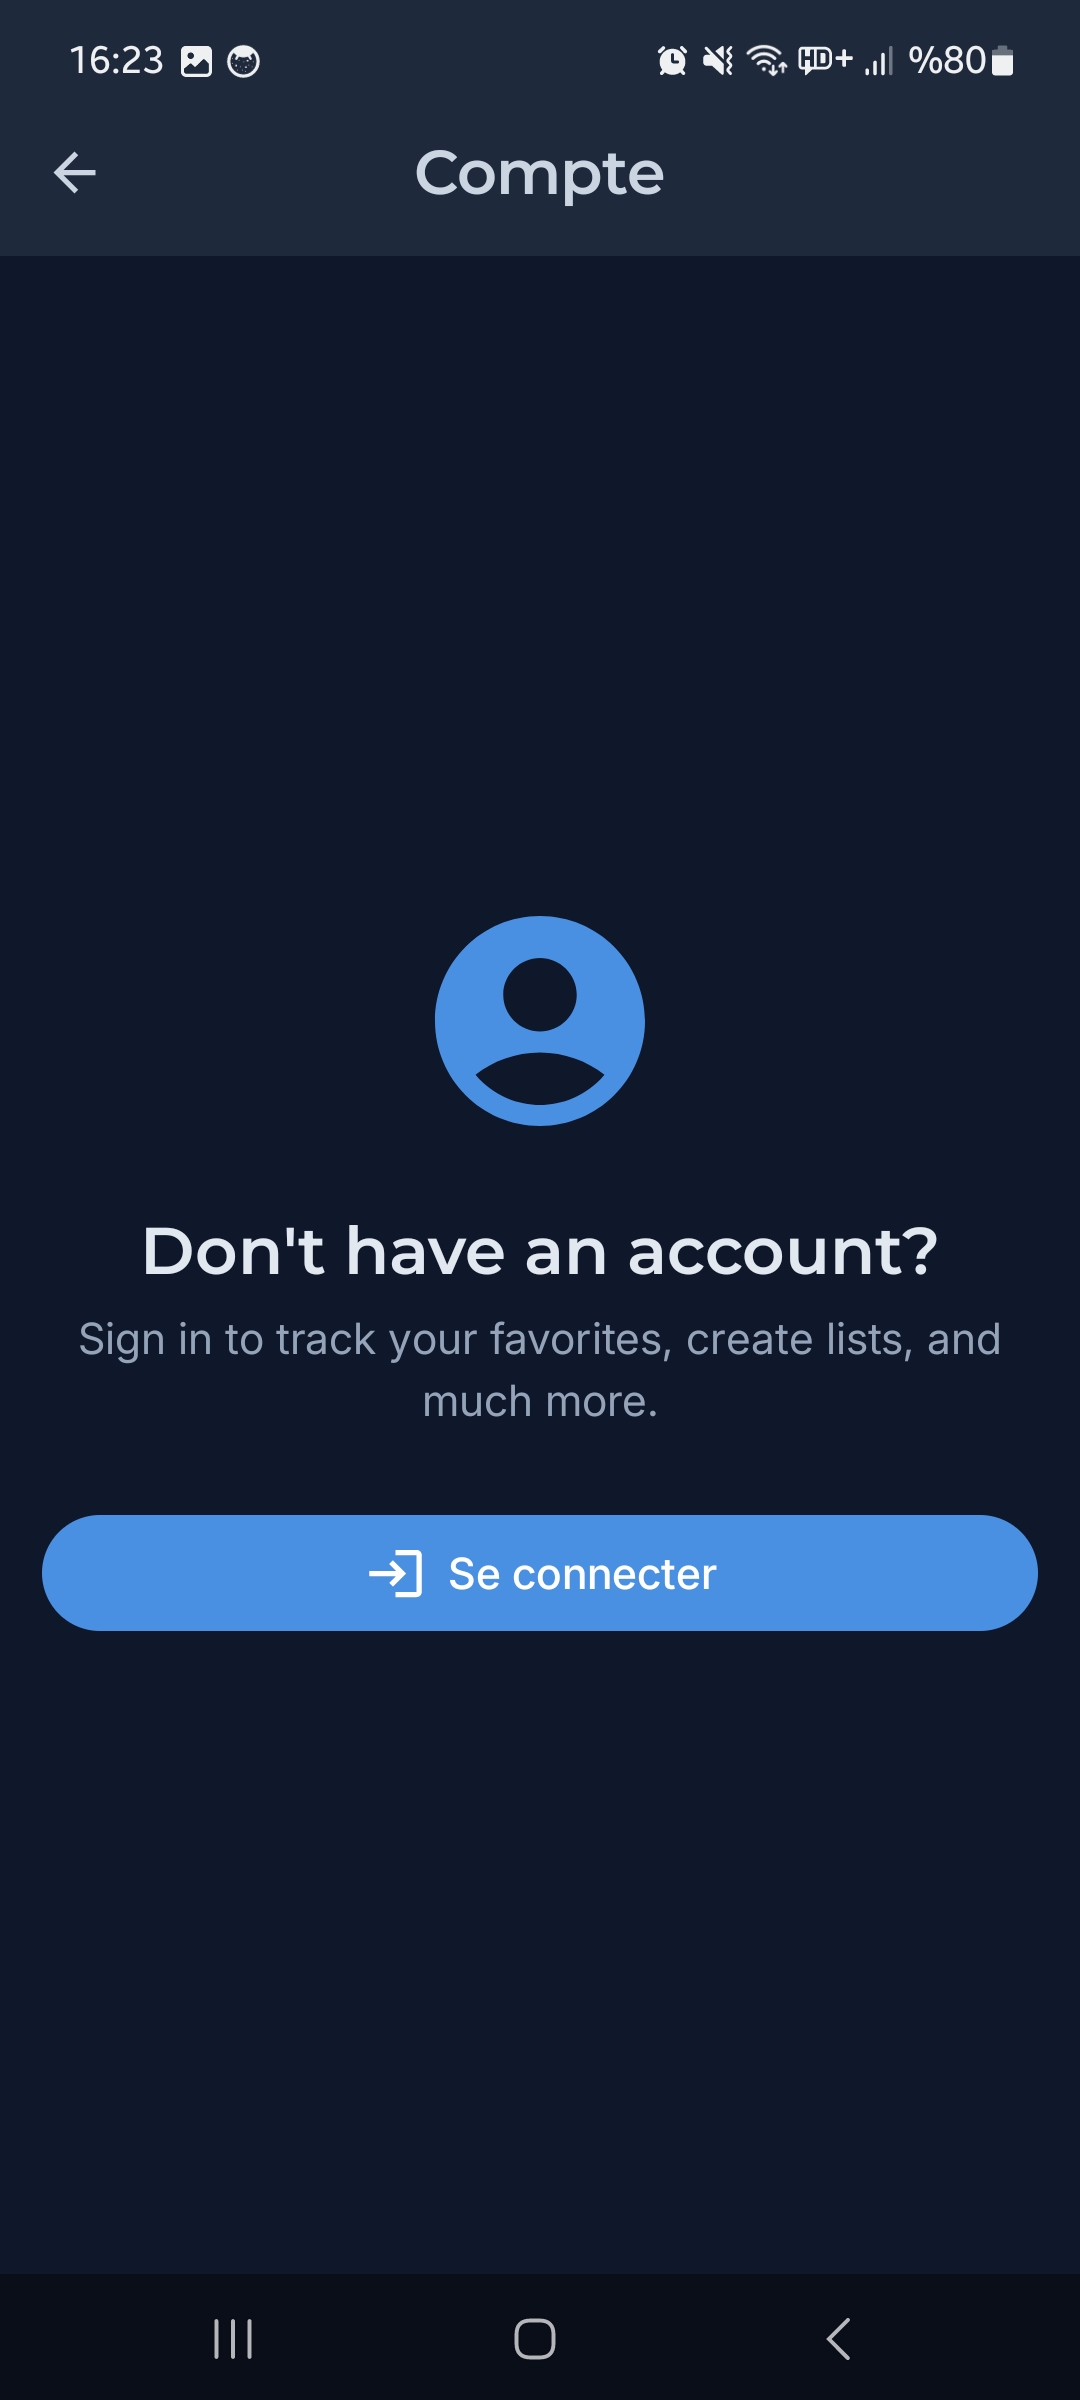 16:23 %80
Compte
Don't have an account?
Sign in to track your favorites, create lists, and
much more.
Se connecter